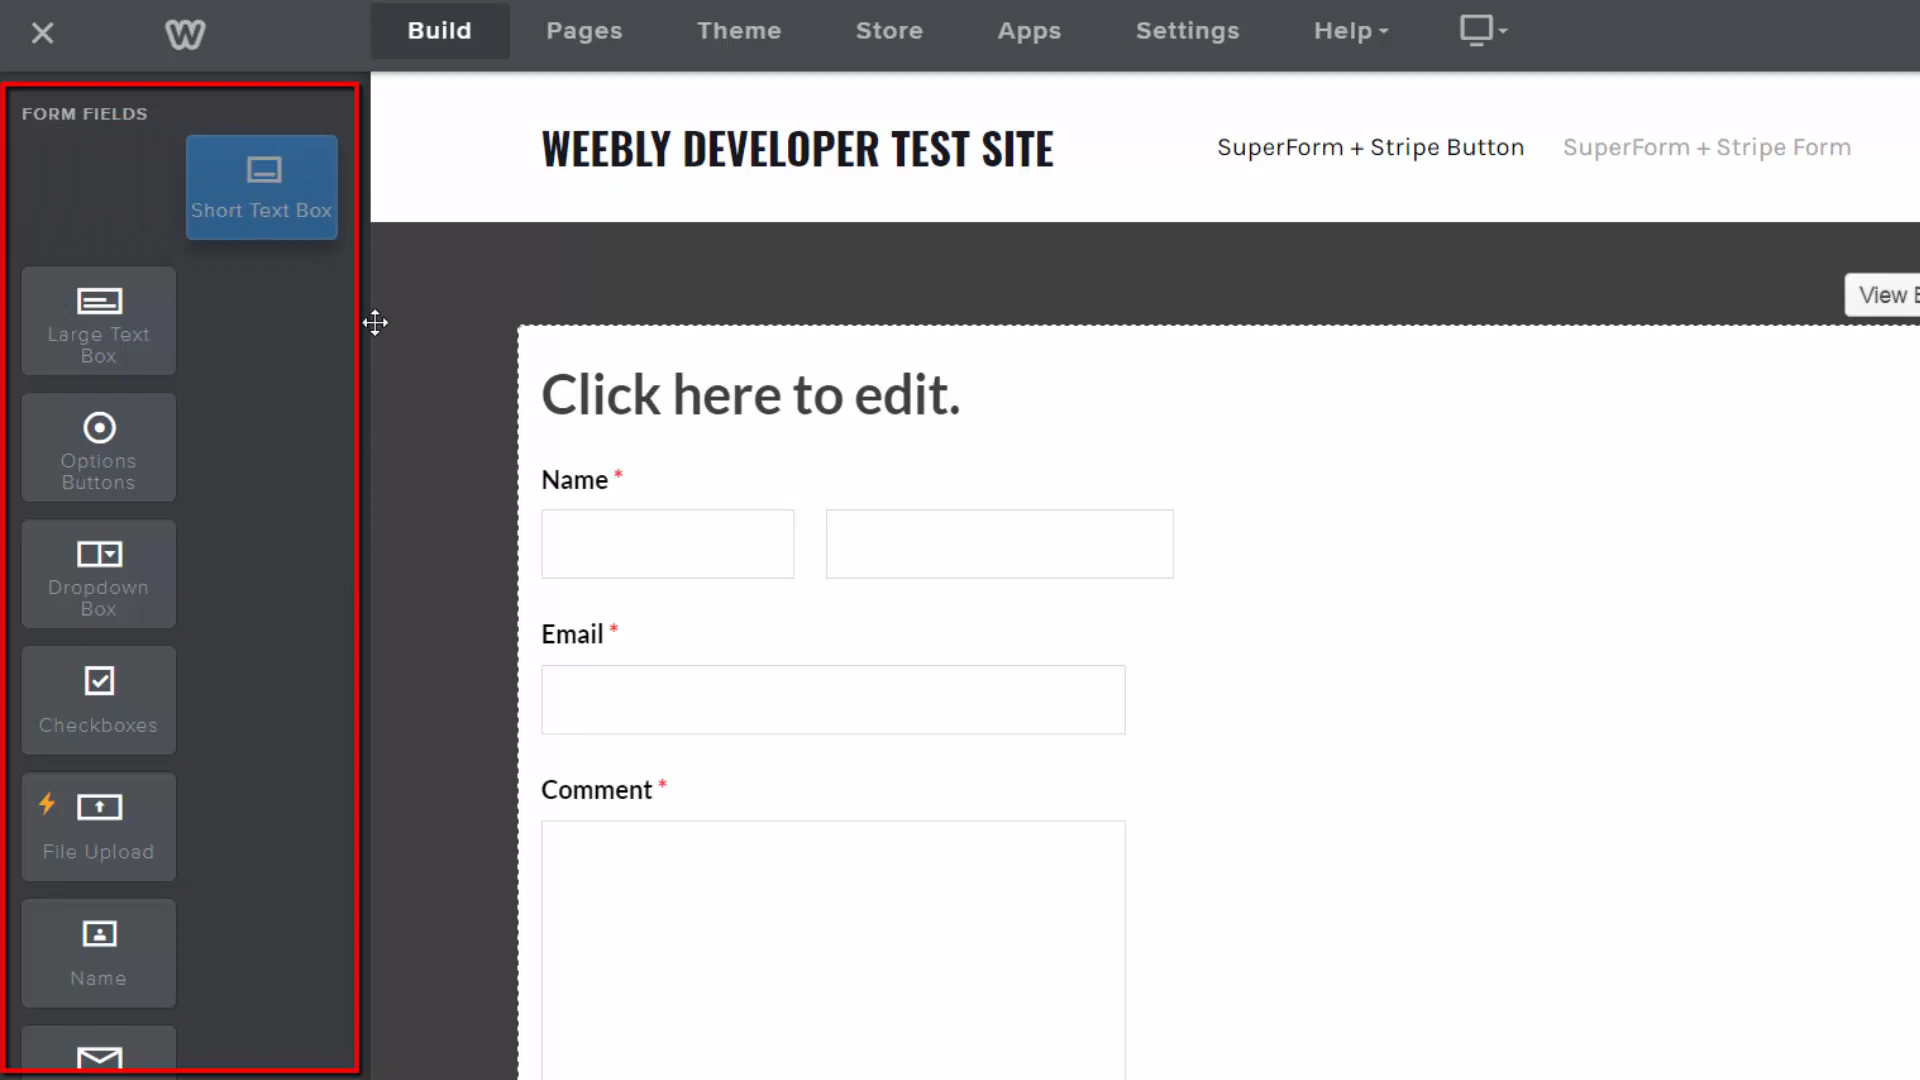 Build Pages Theme Store Apps Settings Help
FORM FIELDS
Short Text Box
Large Text
Box
Options
Buttons
Dropdown
Box
Checkboxes
File Upload
Name
WEEBLY DEVELOPER TEST SITE
SuperForm + Stripe Button SuperForm + Stripe Form
View
Click here to edit.
Name *
Email *
Comment *